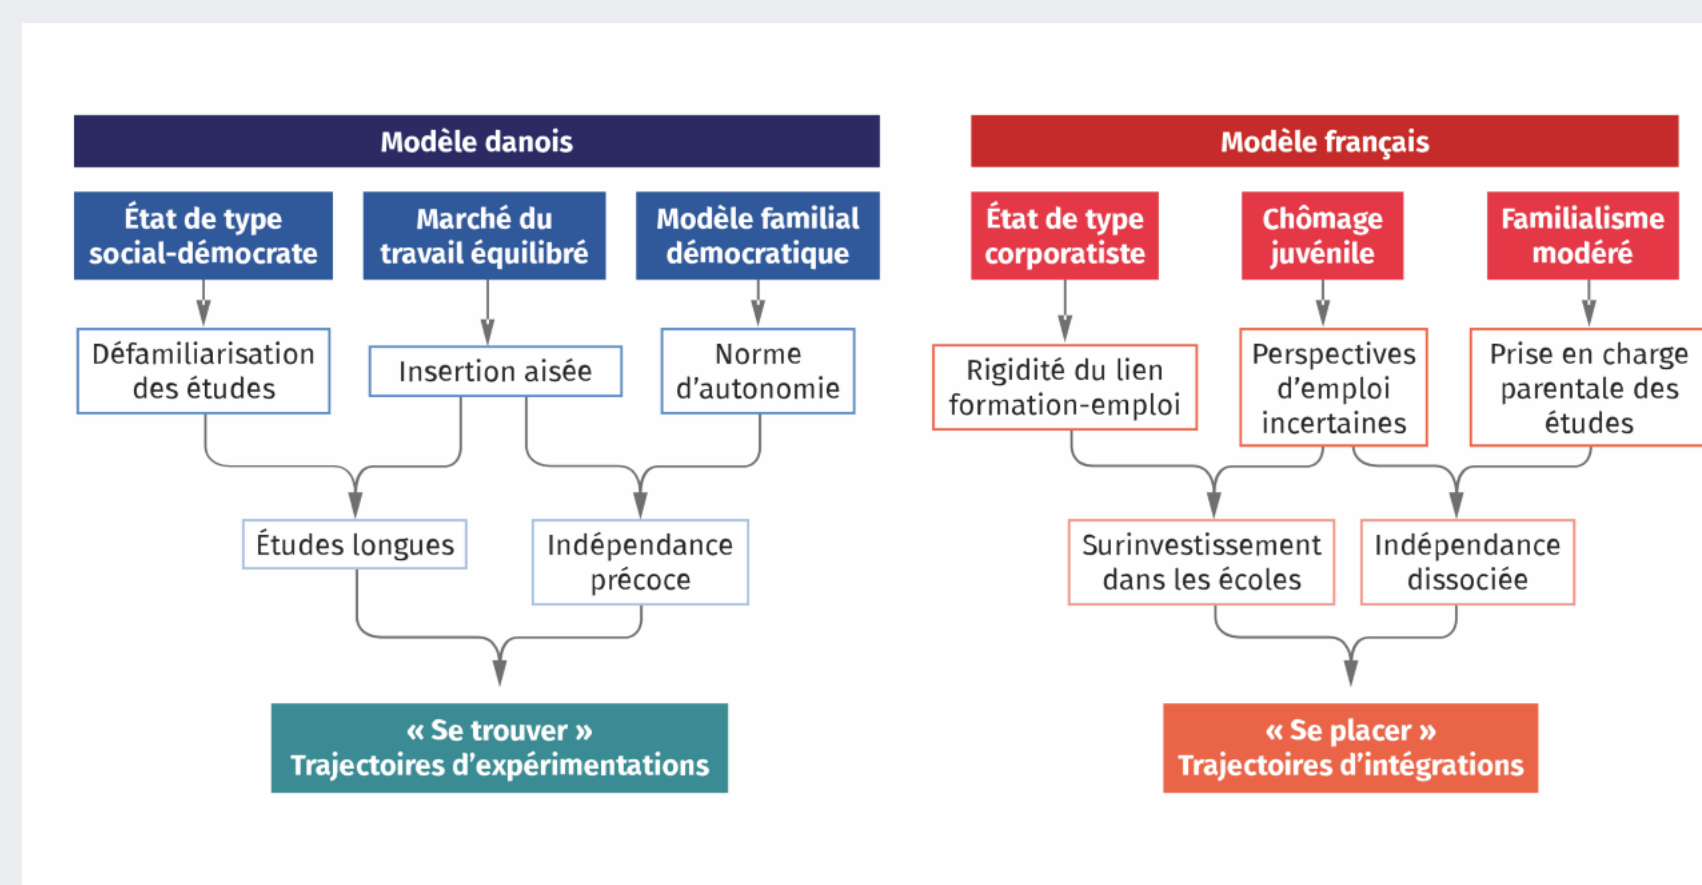 Modèle danois
État de type
social-démocrate
Marché du
travail équilibré
Modèle familial
démocratique
Défamiliarisation
des études
Insertion aisée
Norme
d'autonomie
Études longues
Indépendance
précoce
« Se trouver »
Trajectoires d'expérimentations
Modèle français
État de type
corporatiste
Chômage
juvénile
Familialisme
modéré
Rigidité du lien
formation-emploi
Perspectives
d'emploi
incertaines
Prise en charge
parentale des
études
Surinvestissement
dans les écoles
Indépendance
dissociée
« Se placer »
Trajectoires d'intégrations